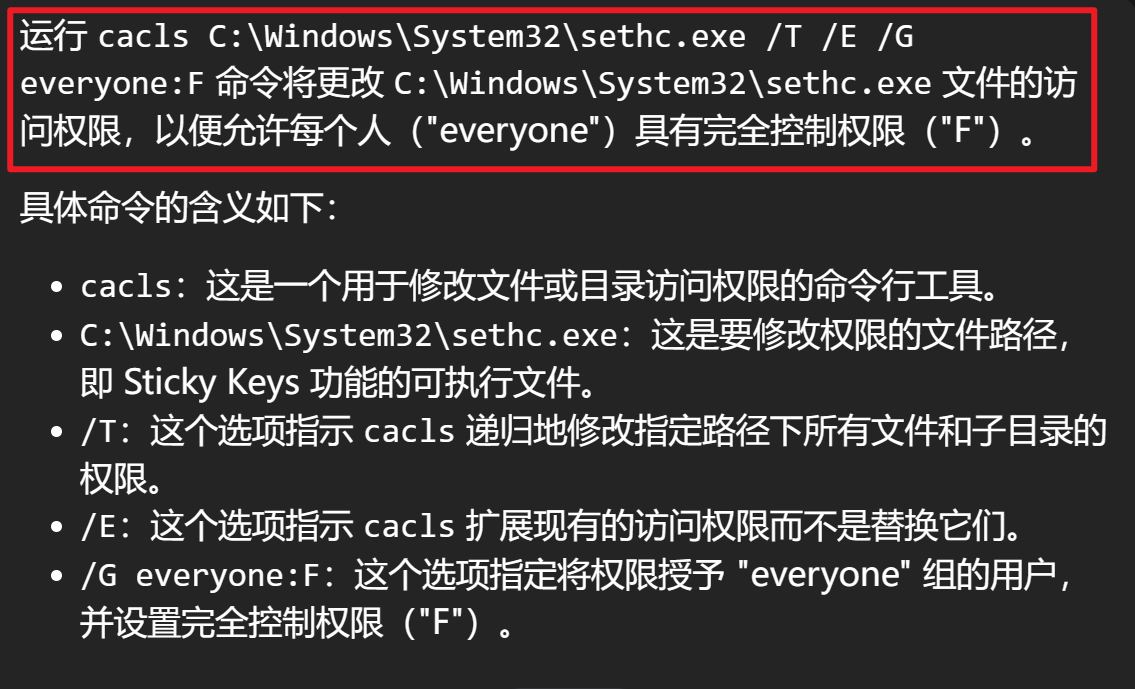 运行 cacls C:\Windows\System32\sethc.exe /T /E /G
everyone:F 命令将更改 C:\Windows\System32\sethc.exe 文件的访
问权限，以便允许每个人（"everyone"）具有完全控制权限（"F"）。
具体命令的含义如下：
• cacls：这是一个用于修改文件或目录访问权限的命令行工具。
• C:\Windows\System32\sethc.exe：这是要修改权限的文件路径，
即 Sticky Keys 功能的可执行文件。
• /T：这个选项指示 cacls 递归地修改指定路径下所有文件和子目录的
权限。
• /E：这个选项指示 cacls 扩展现有的访问权限而不是替换它们。
• /G everyone:F：这个选项指定将权限授予 "everyone" 组的用户，
并设置完全控制权限（"F"）。